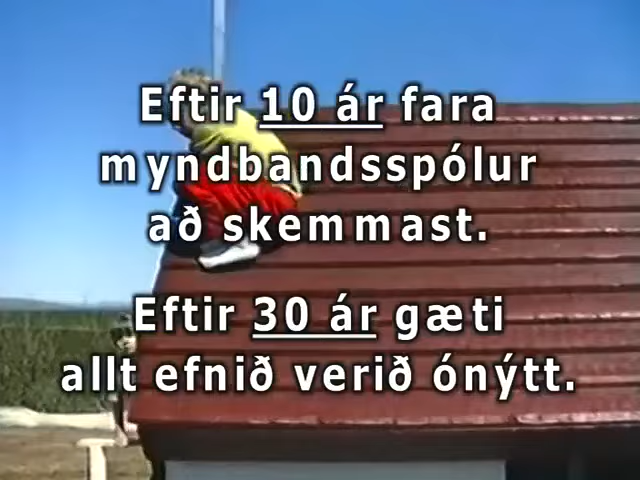 Eftir 10 ár fara
myndbandsspólur
að skemmast.
Eftir 30 ár gæti
allt efnið verið ónýtt.